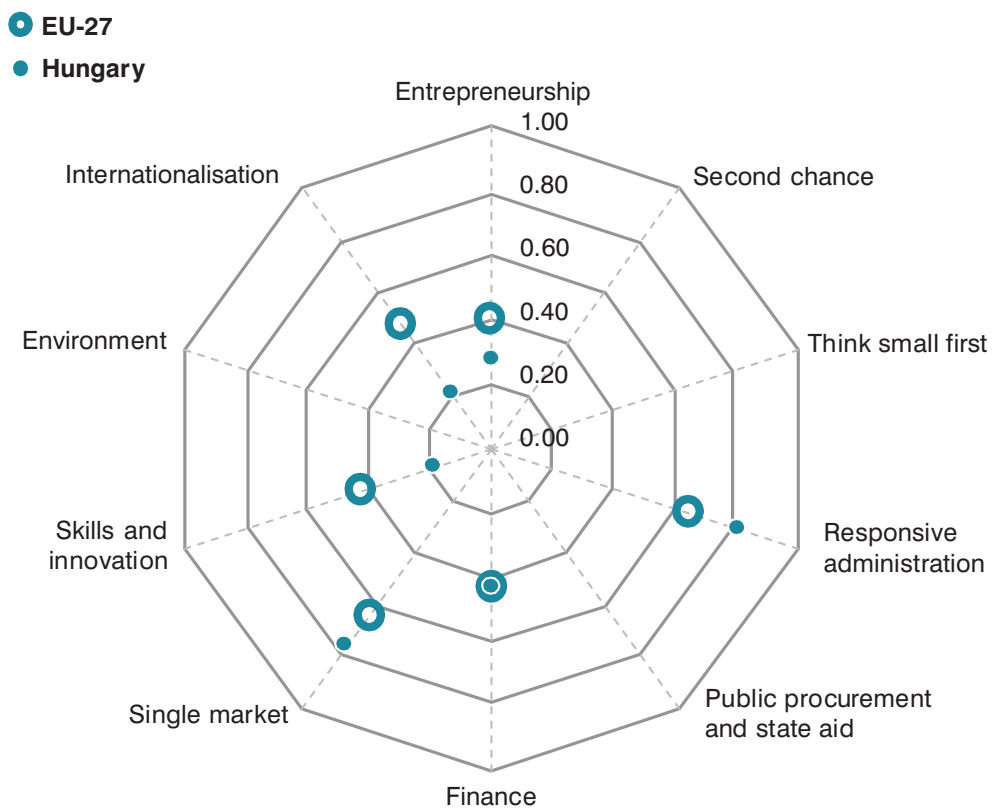 EU-27
Hungary
Entrepreneurship
1.00
Internationalisation
Second chance
0.80
0.60
0.40
Environment
Think small first
0.20
0.00
Skills and
innovation
Responsive
administration
Single market
Public procurement
and state aid
Finance